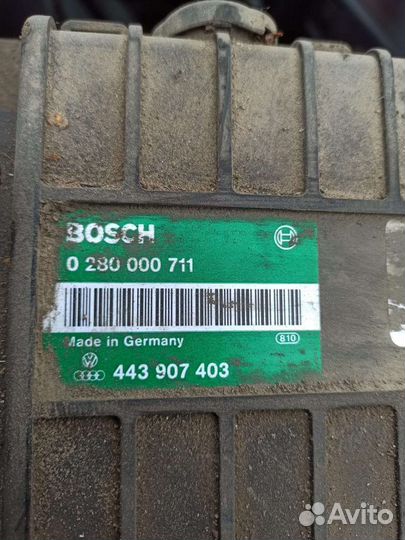 BOSCH
0 280 000 711
Made in Germany
810
443 907 403
Avito